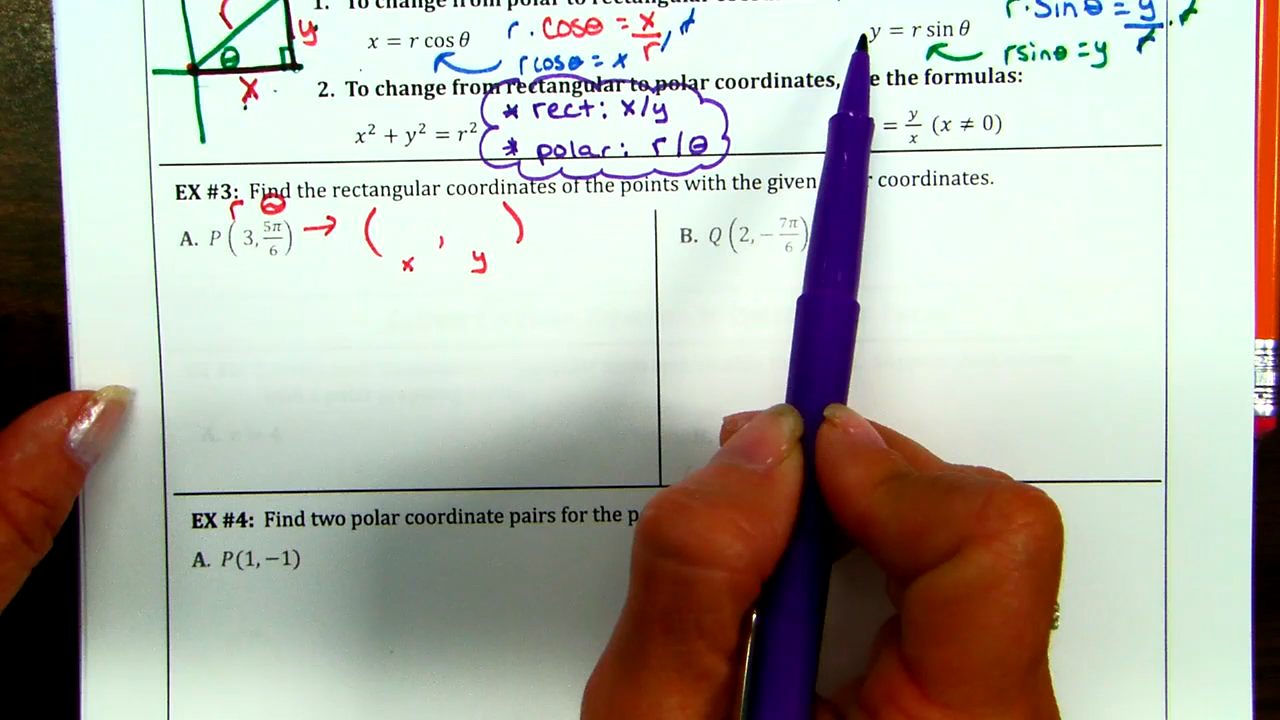 1. To change from polar to rectangular
r · cosθ = x/r · r
r · sinθ = y/r · r
x = r cos θ
rcosθ = x
y = r sin θ
rsinθ = y
y
r
θ
x
2. To change from rectangular to polar coordinates, the formulas:
* rect: x/y
* polar: r/θ
x² + y² = r²
= y/x (x ≠ 0)
EX #3: Find the rectangular coordinates of the points with the given coordinates.
r θ
A. P(3, 5π/6) → ( , )
x y
B. Q(2, −7π/6)
EX #4: Find two polar coordinate pairs for the p
A. P(1, −1)